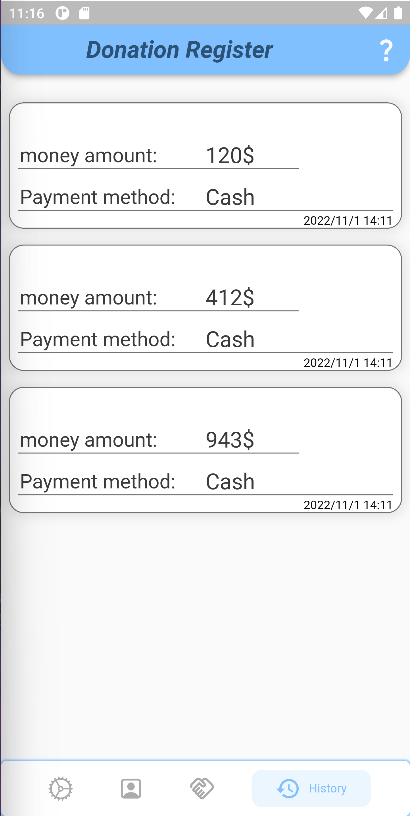 11:16
Donation Register ?
money amount: 120$
Payment method: Cash
2022/11/1 14:11
money amount: 412$
Payment method: Cash
2022/11/1 14:11
money amount: 943$
Payment method: Cash
2022/11/1 14:11
History